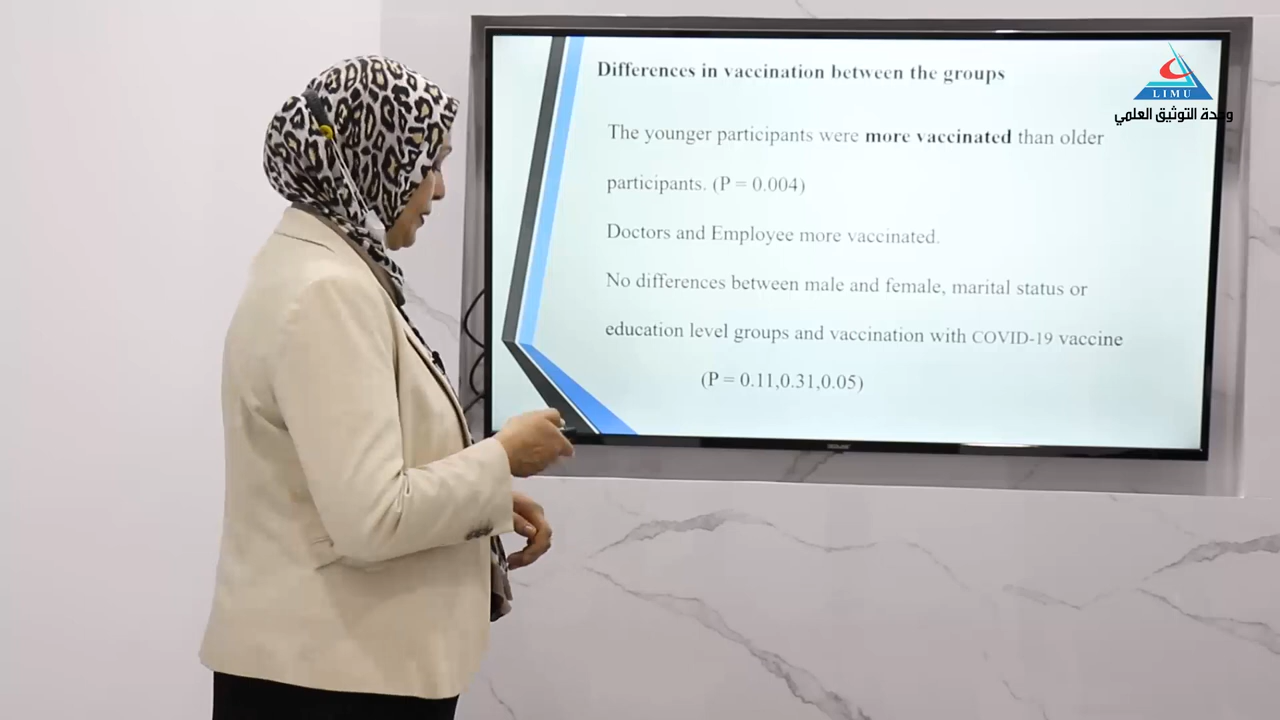 Differences in vaccination between the groups
LIMU
وحدة التوثيق العلمي
The younger participants were more vaccinated than older
participants. (P = 0.004)
Doctors and Employee more vaccinated.
No differences between male and female, marital status or
education level groups and vaccination with COVID-19 vaccine
(P = 0.11,0.31,0.05)